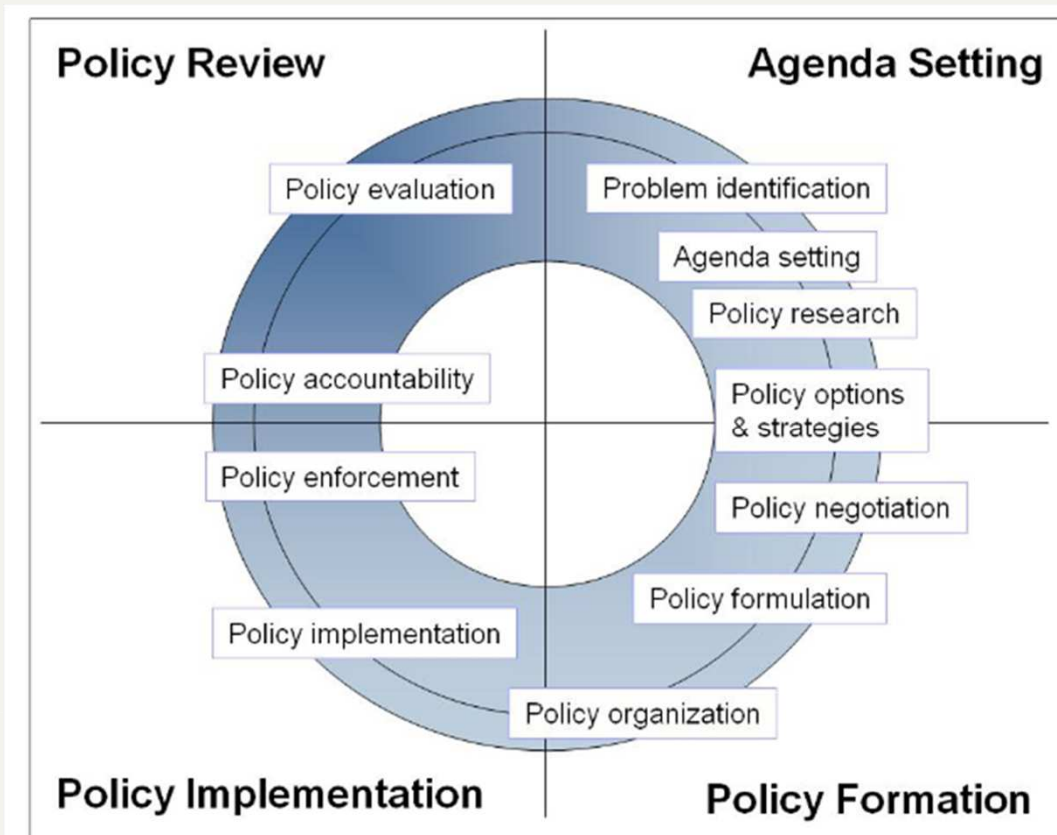 Policy Review
Agenda Setting
Policy evaluation
Problem identification
Agenda setting
Policy research
Policy accountability
Policy options
& strategies
Policy enforcement
Policy negotiation
Policy formulation
Policy implementation
Policy organization
Policy Implementation
Policy Formation